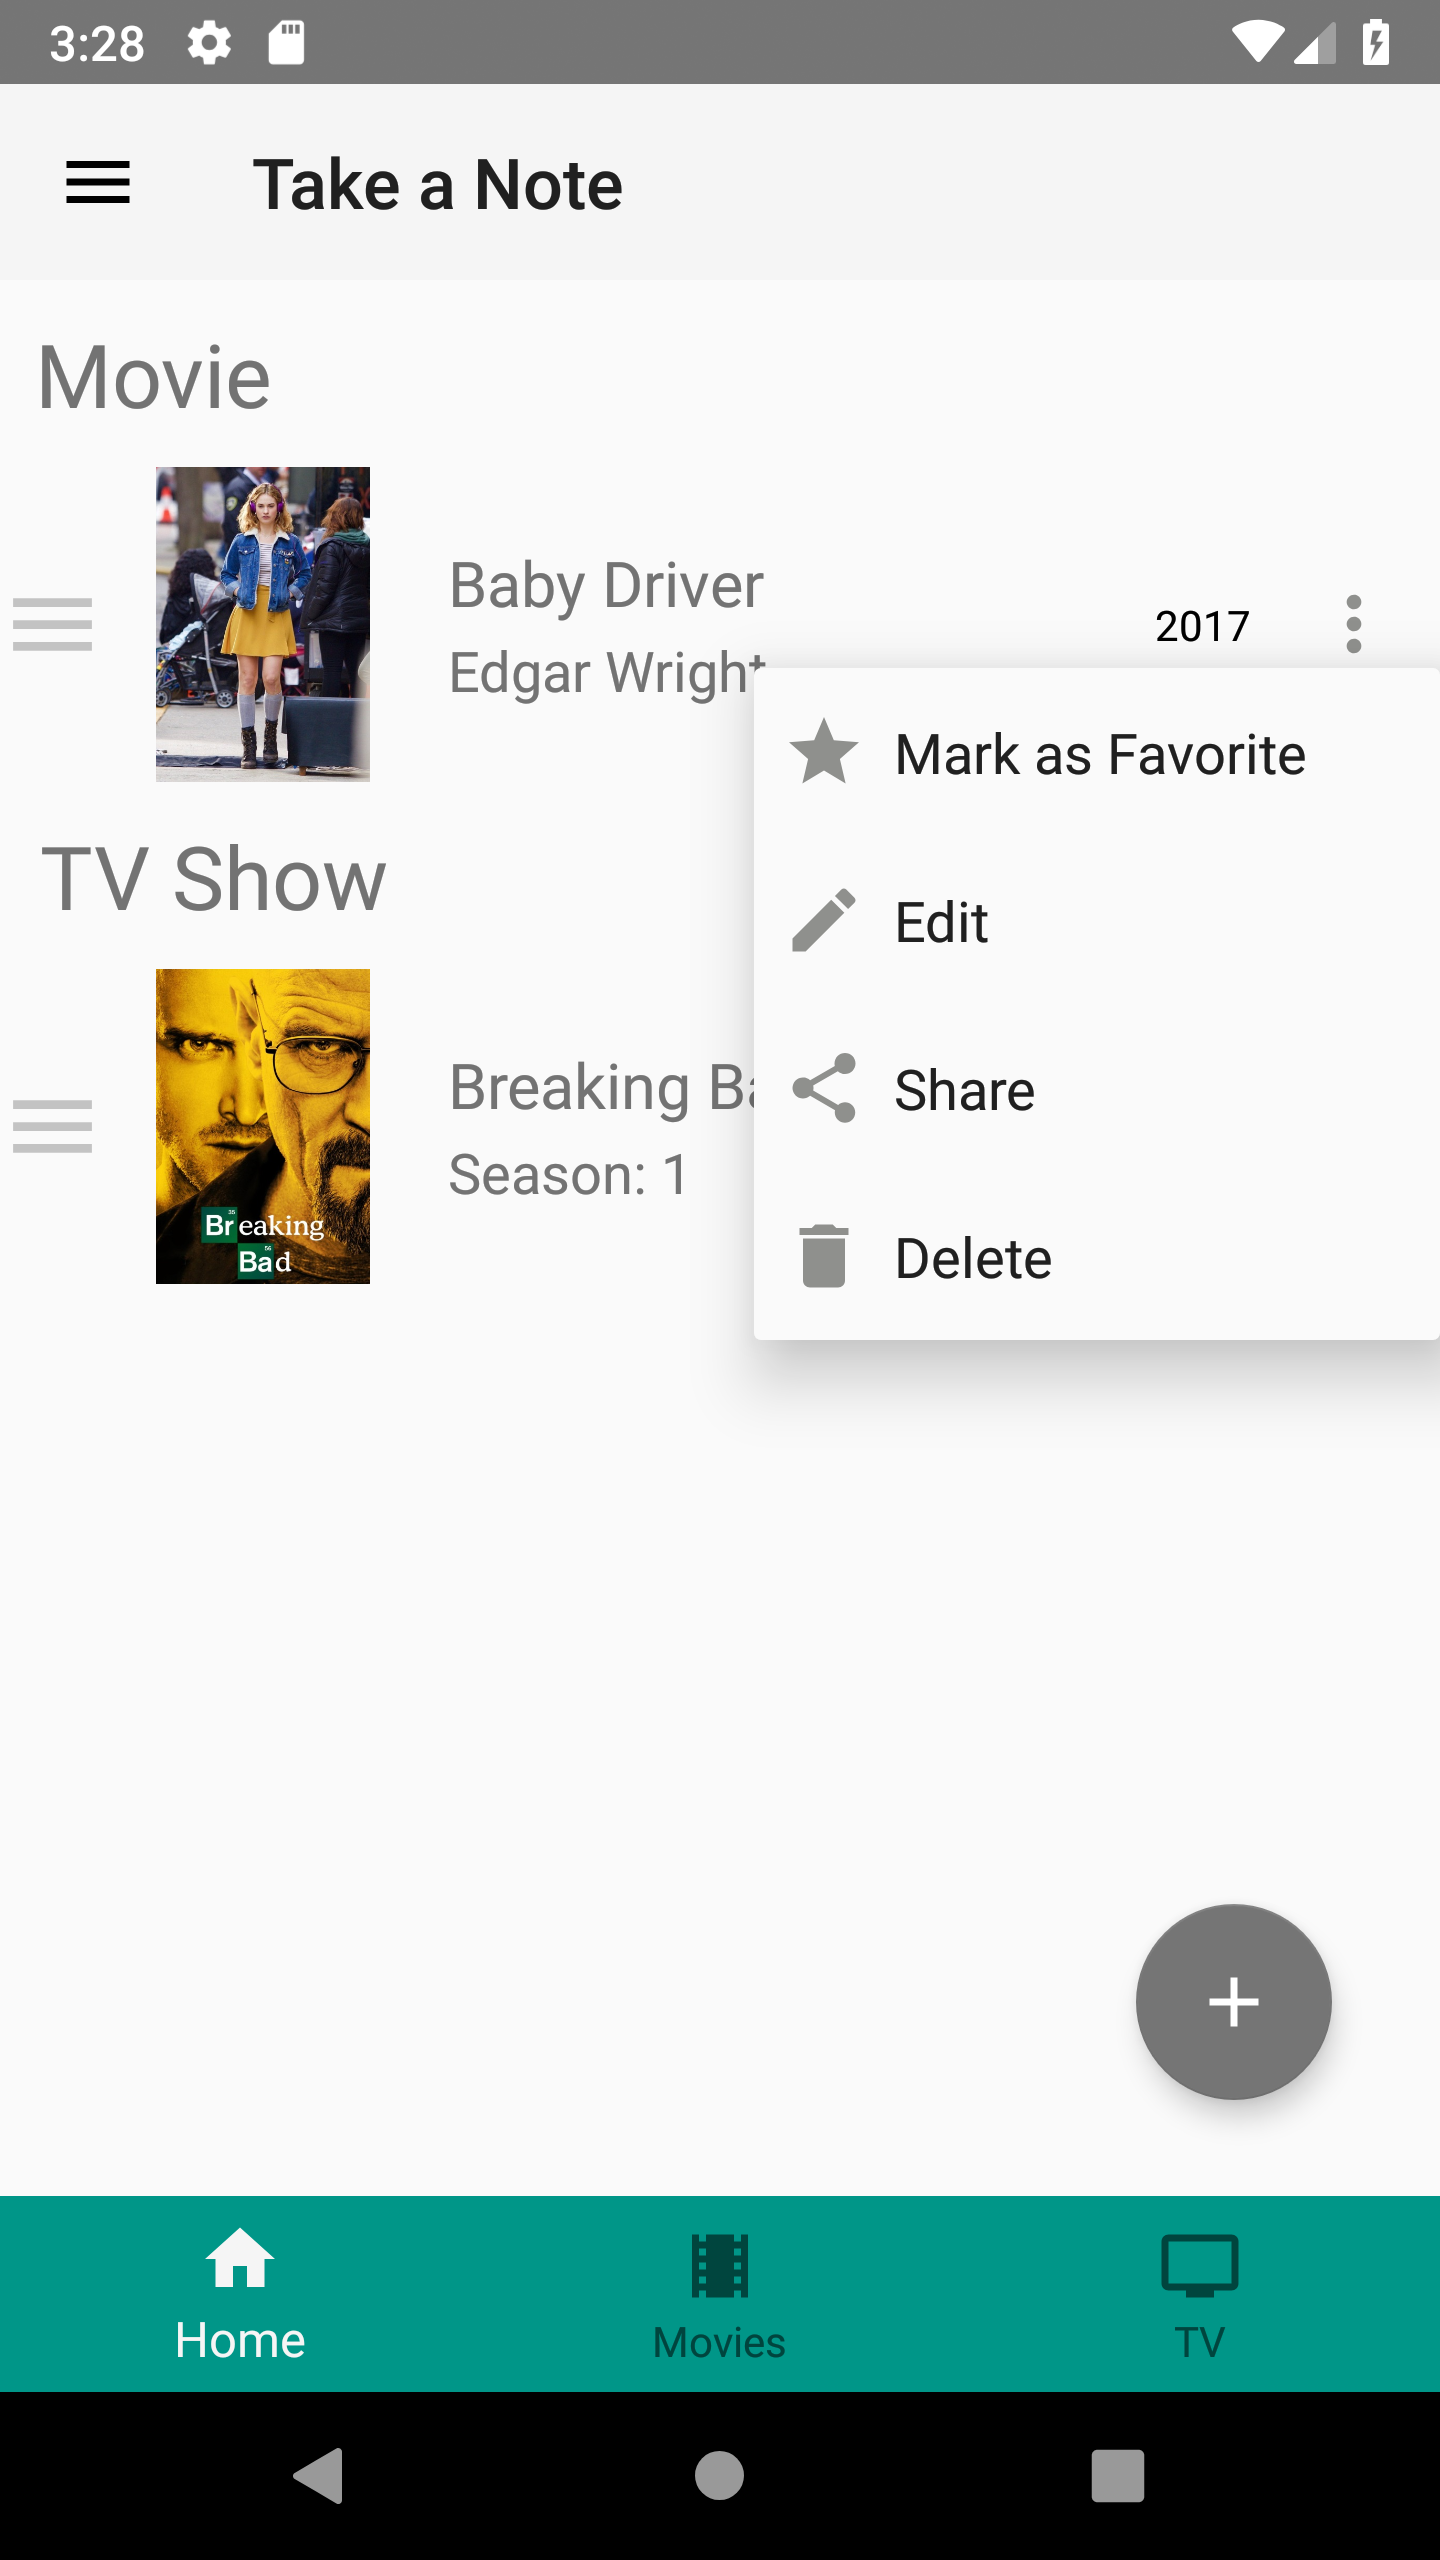 3:28
Take a Note
Movie
Baby Driver
2017
Edgar Wright
Mark as Favorite
TV Show
Edit
Breaking Ba
Share
Season: 1
Breaking
Bad
Delete
Home
Movies
TV